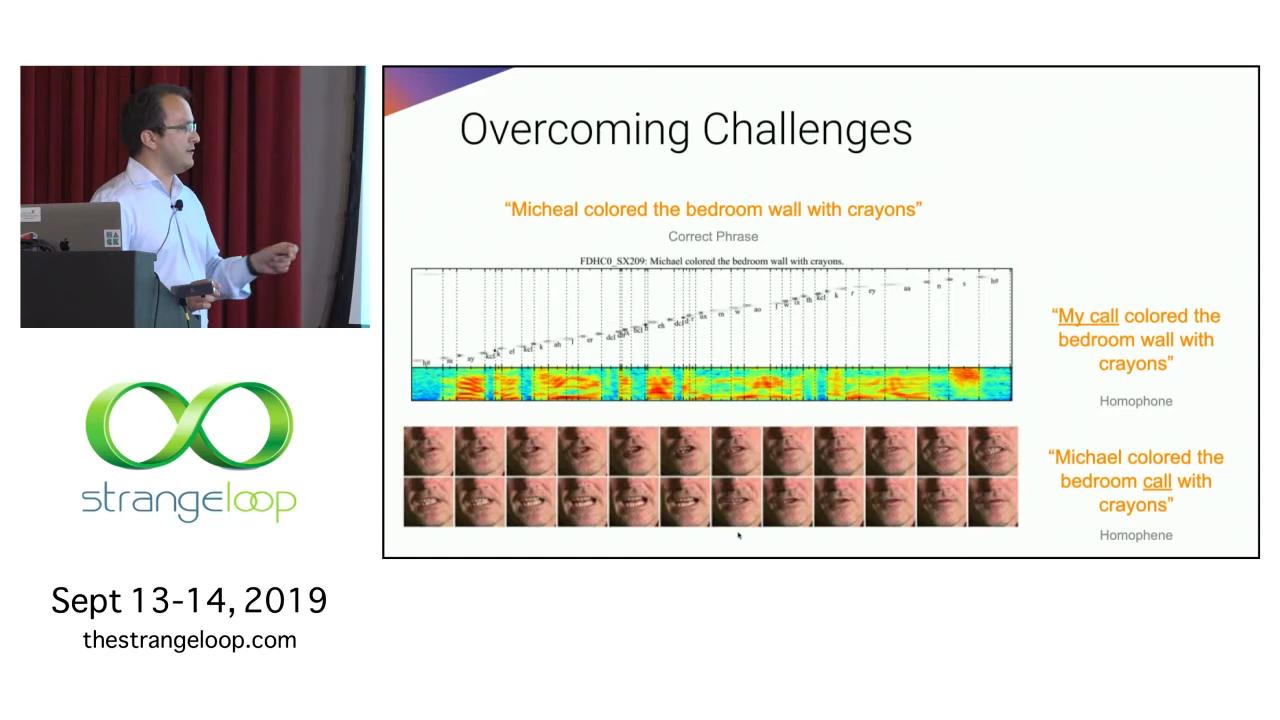 Overcoming Challenges
“Micheal colored the bedroom wall with crayons”
Correct Phrase
FDHC0_SX209: Michael colored the bedroom wall with crayons.
“My call colored the
bedroom wall with
crayons”
Homophone
“Michael colored the
bedroom call with
crayons”
Homophene
strangeloop
Sept 13-14, 2019
thestrangeloop.com